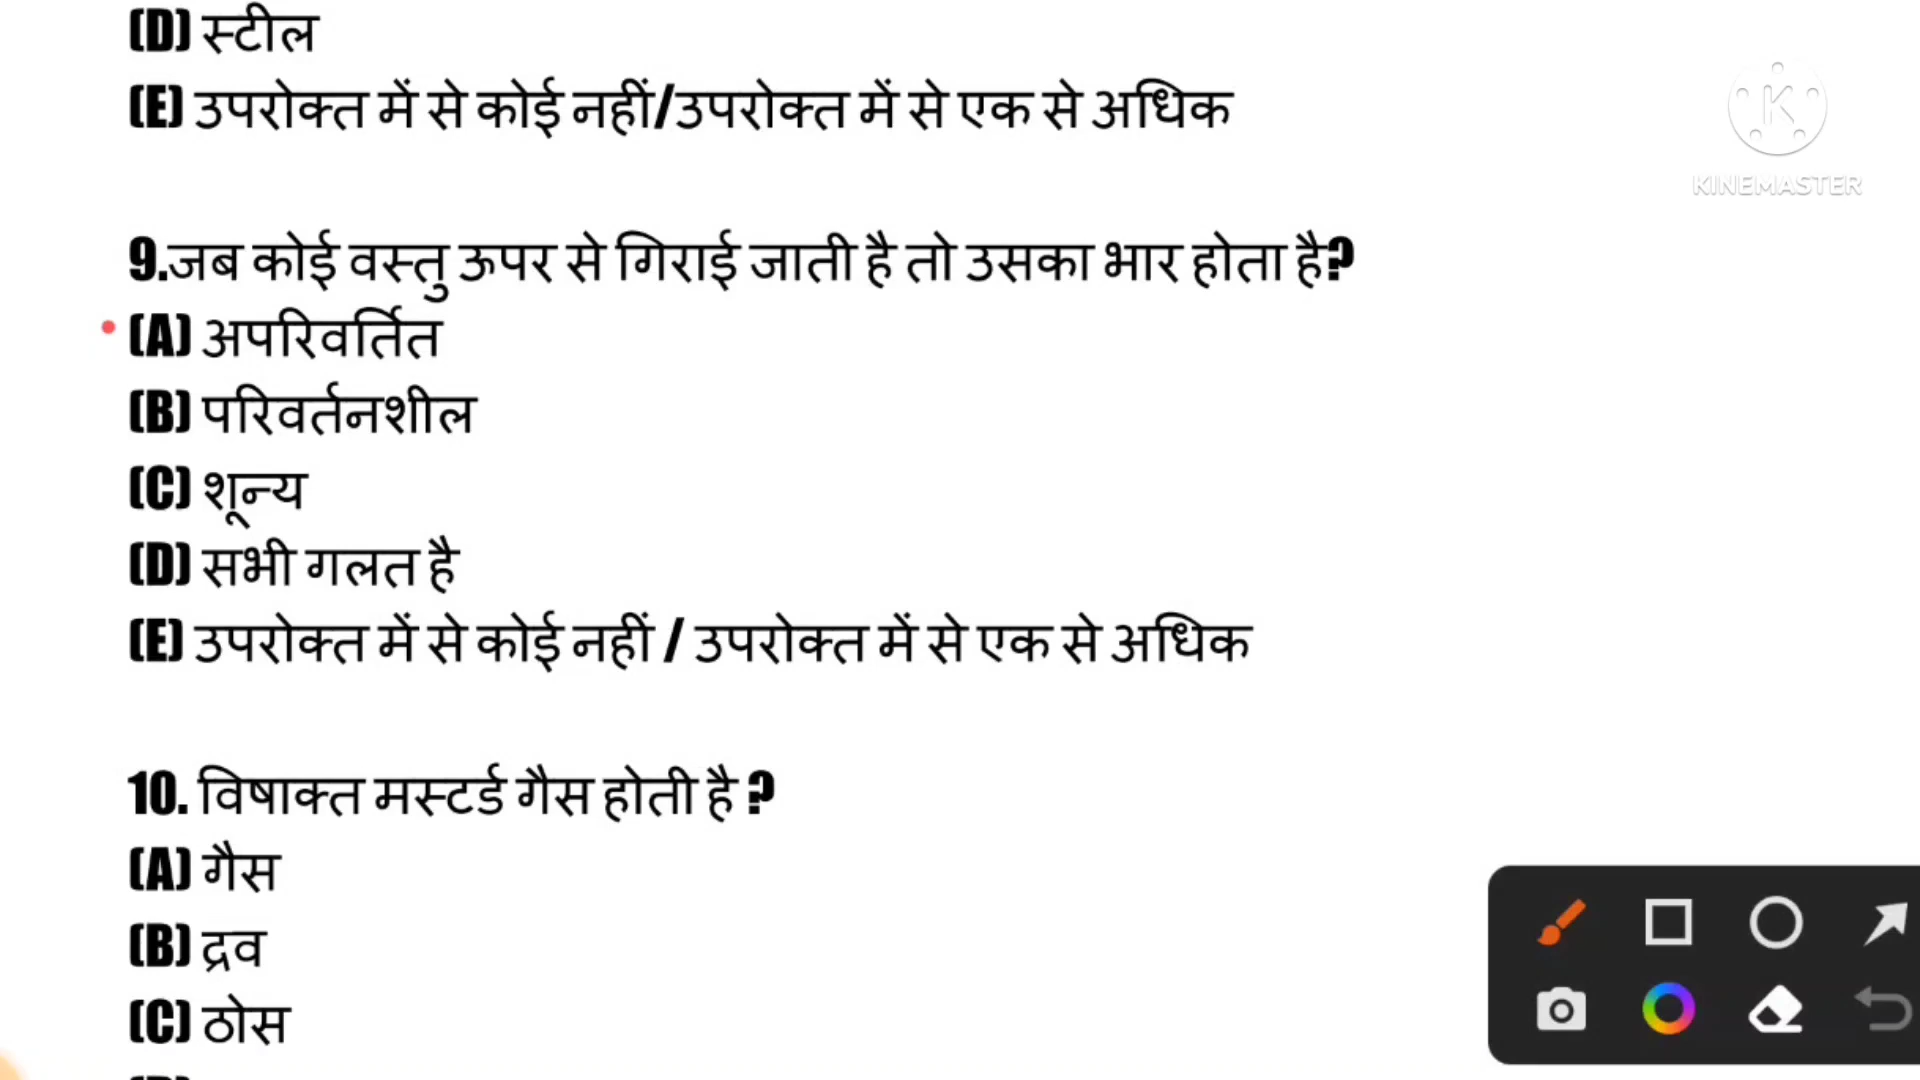 (D) स्टील
(E) उपरोक्त में से कोई नहीं/उपरोक्त में से एक से अधिक
KINEMASTER
9.जब कोई वस्तु ऊपर से गिराई जाती है तो उसका भार होता है?
(A) अपरिवर्तित
(B) परिवर्तनशील
(C) शून्य
(D) सभी गलत है
(E) उपरोक्त में से कोई नहीं / उपरोक्त में से एक से अधिक
10. विषाक्त मस्टर्ड गैस होती है ?
(A) गैस
(B) द्रव
(C) ठोस